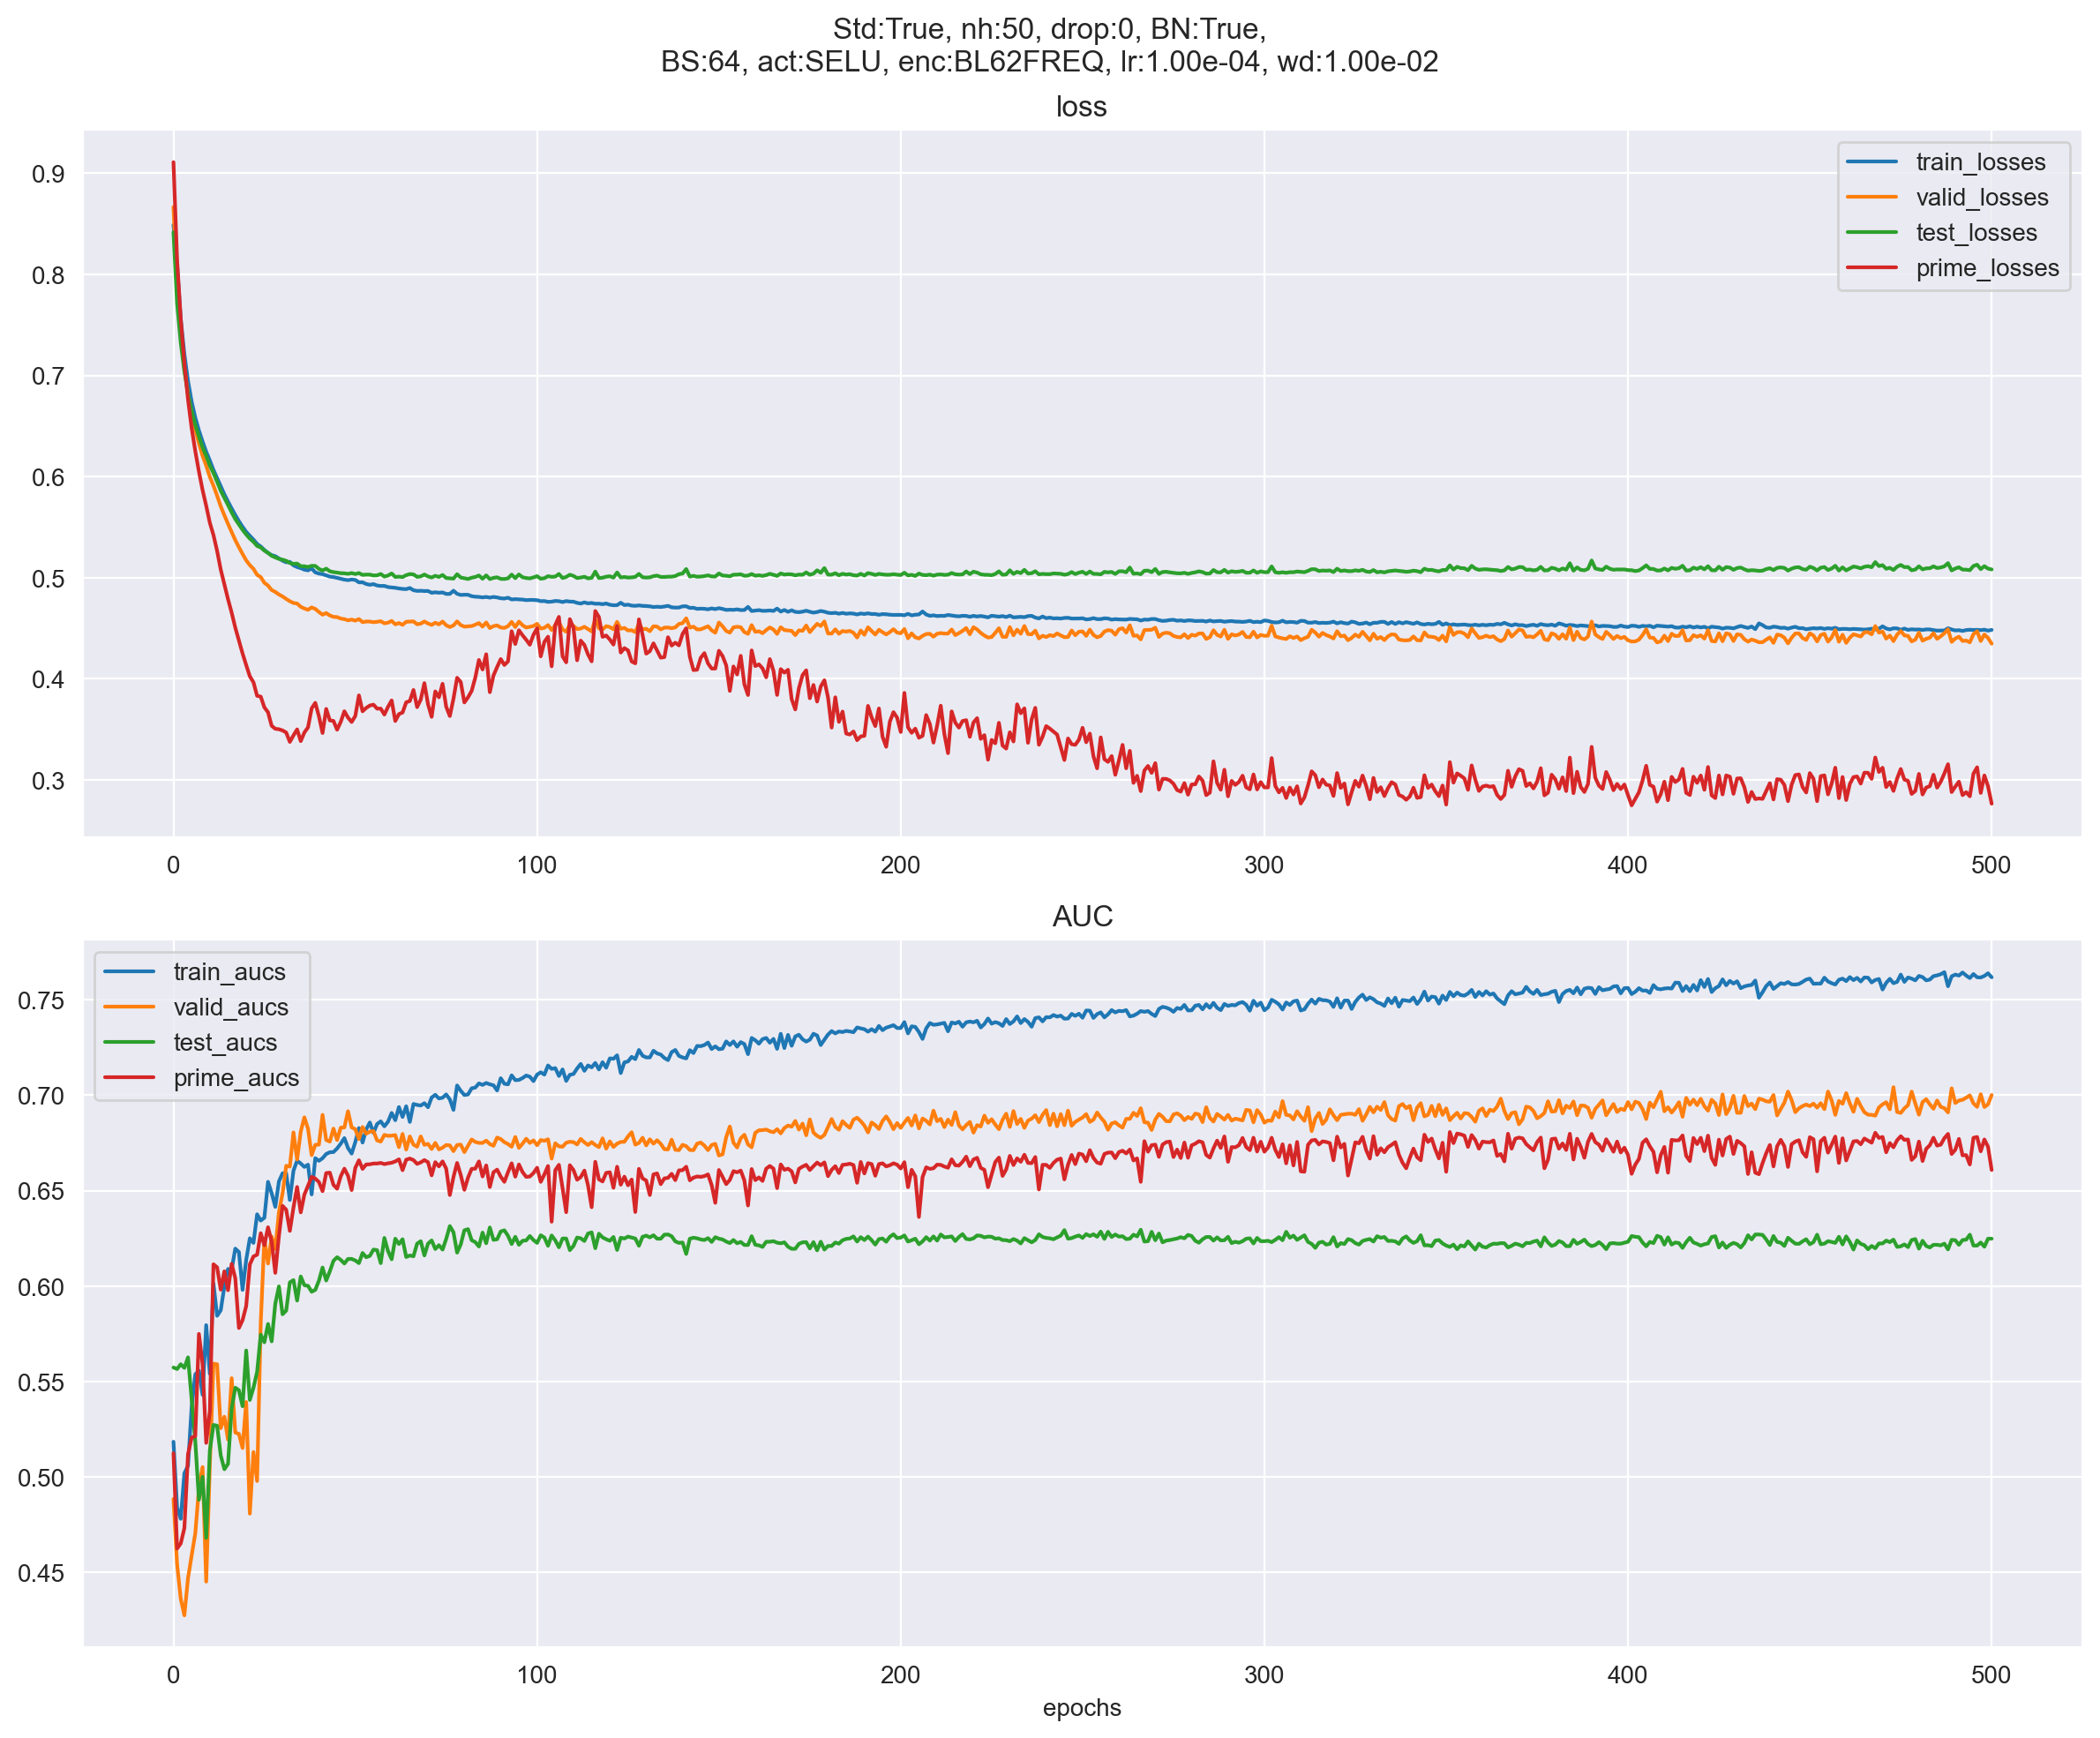 Std:True, nh:50, drop:0, BN:True,
BS:64, act:SELU, enc:BL62FREQ, lr:1.00e-04, wd:1.00e-02
loss
0.9
0.8
0.7
0.6
0.5
0.4
0.3
train_losses
valid_losses
test_losses
prime_losses
0 100 200 300 400 500
AUC
0.75
0.70
0.65
0.60
0.55
0.50
0.45
train_aucs
valid_aucs
test_aucs
prime_aucs
0 100 200 300 400 500
epochs